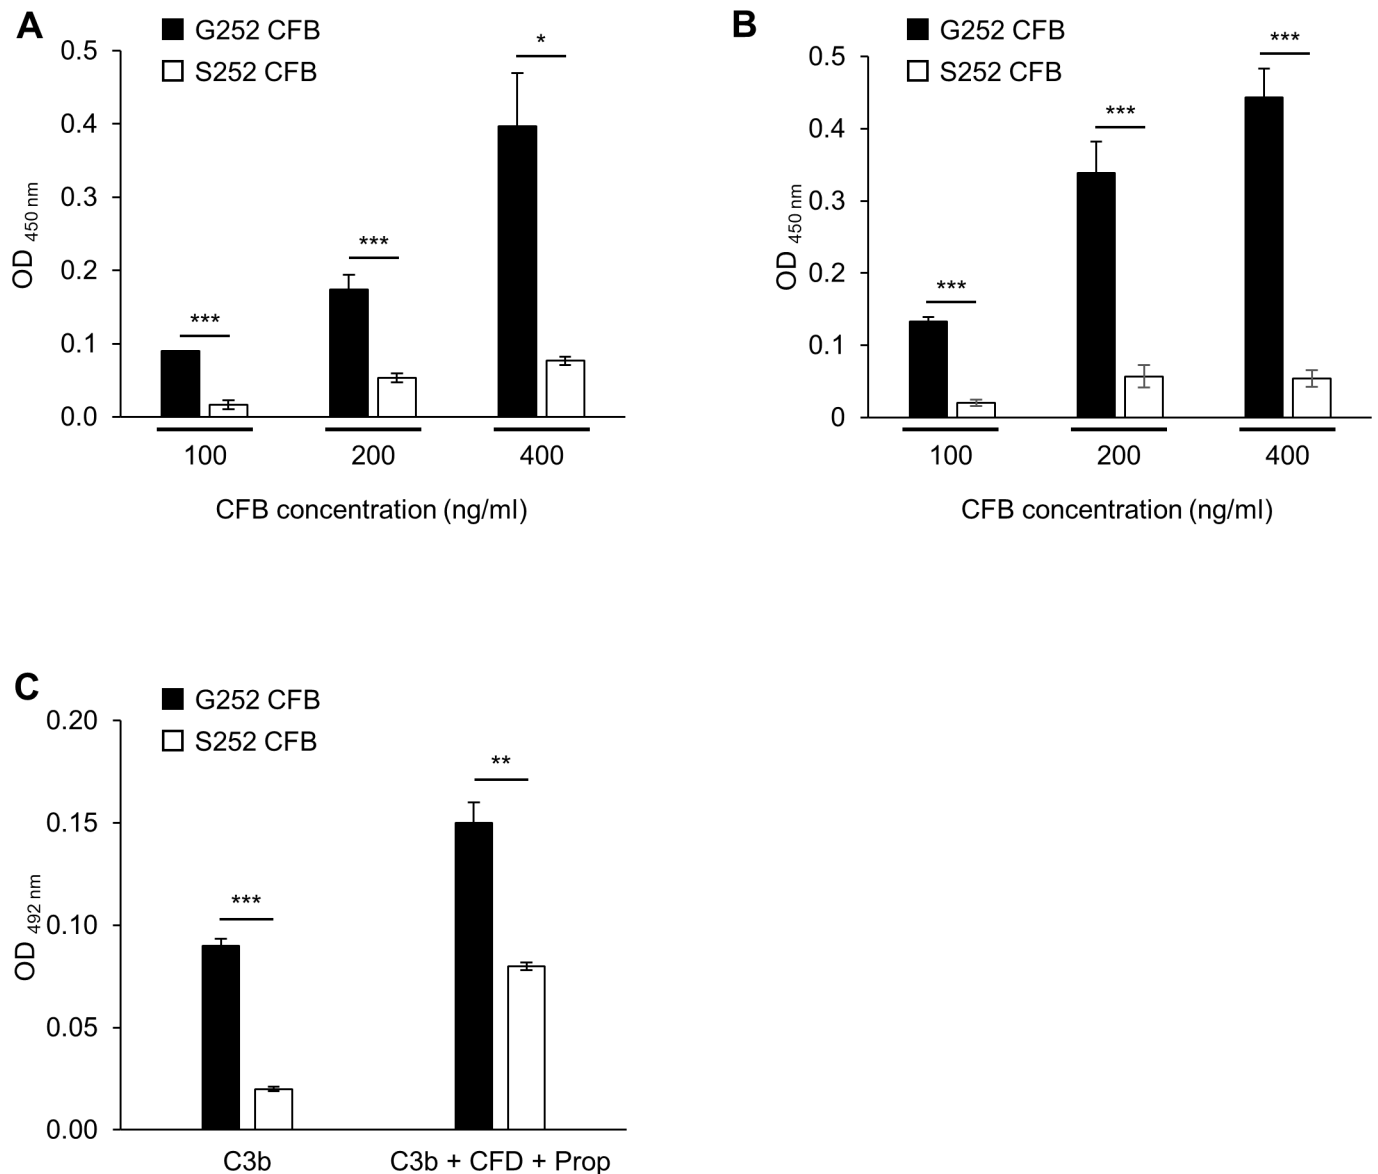 A
G252 CFB
S252 CFB
*
***
***
0.5
0.4
0.3
0.2
0.1
0.0
OD 450 nm
100 200 400
CFB concentration (ng/ml)
B
G252 CFB
S252 CFB
***
***
***
0.5
0.4
0.3
0.2
0.1
0
OD 450 nm
100 200 400
CFB concentration (ng/ml)
C
G252 CFB
S252 CFB
**
***
0.20
0.15
0.10
0.05
0.00
OD 492 nm
C3b C3b + CFD + Prop